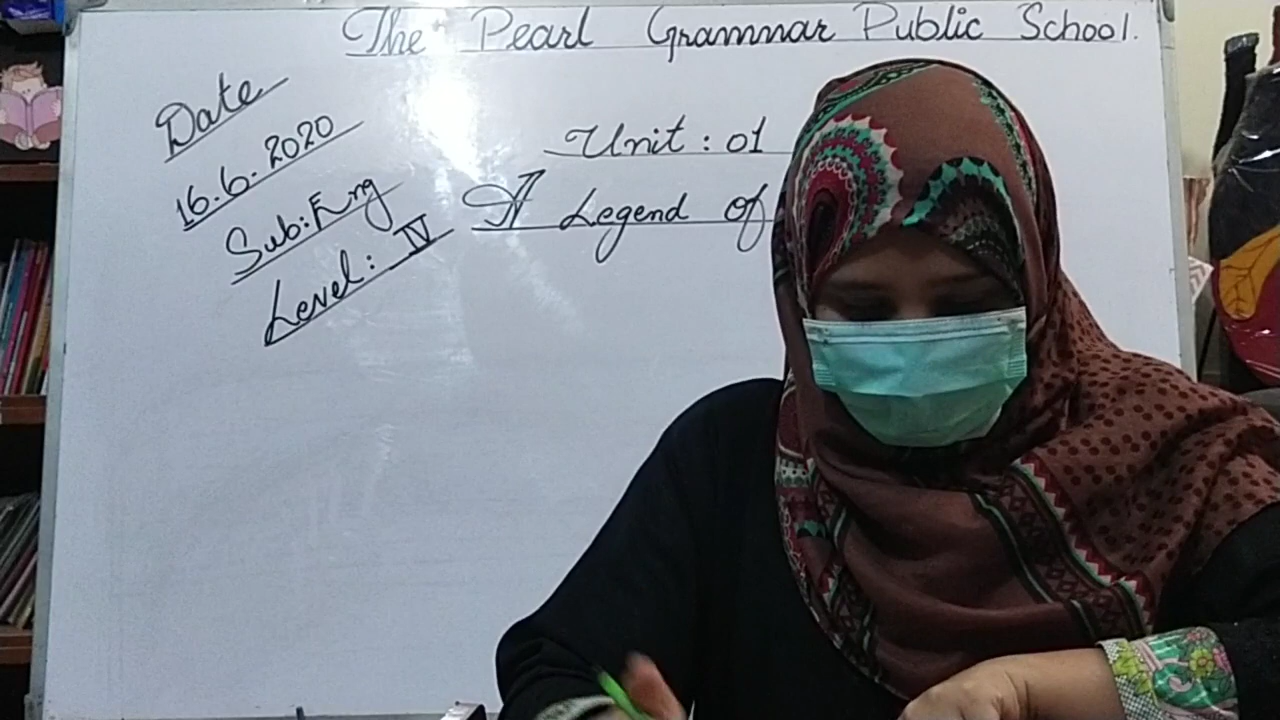 The Pearl Grammar Public School.
Date
16.6.2020
Sub: Eng
Level: IV
Unit: 01
A Legend of